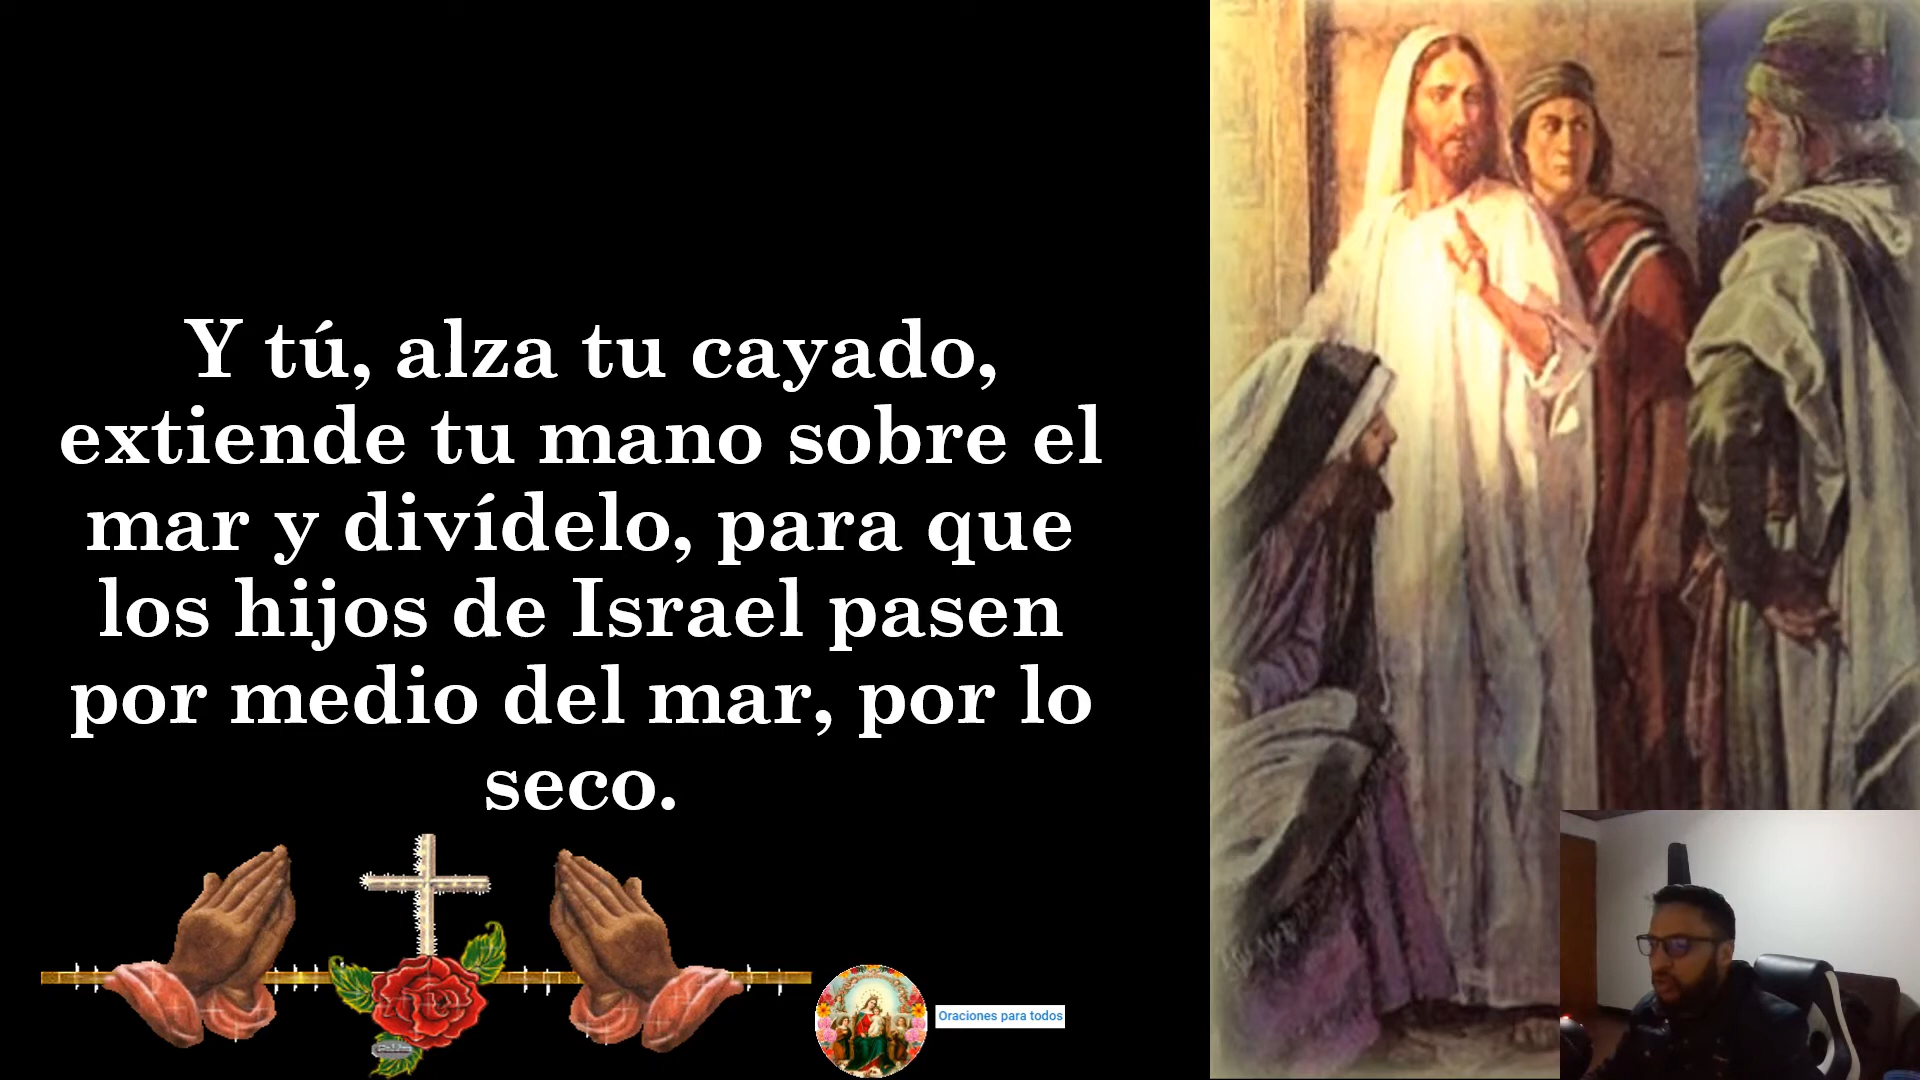 Y tú, alza tu cayado,
extiende tu mano sobre el
mar y divídelo, para que
los hijos de Israel pasen
por medio del mar, por lo
seco.
Oraciones para todos